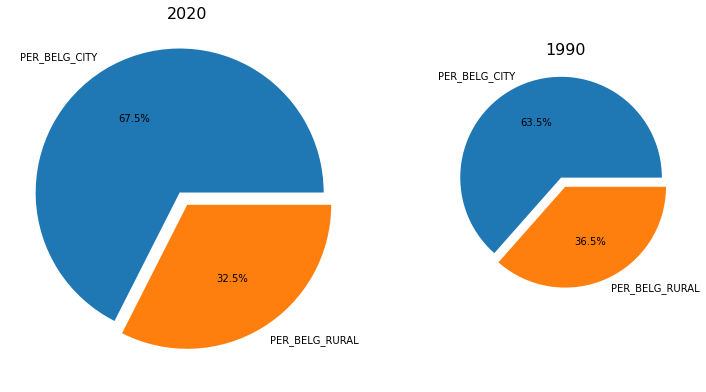 2020
PER_BELG_CITY
67.5%
32.5%
PER_BELG_RURAL
1990
PER_BELG_CITY
63.5%
36.5%
PER_BELG_RURAL